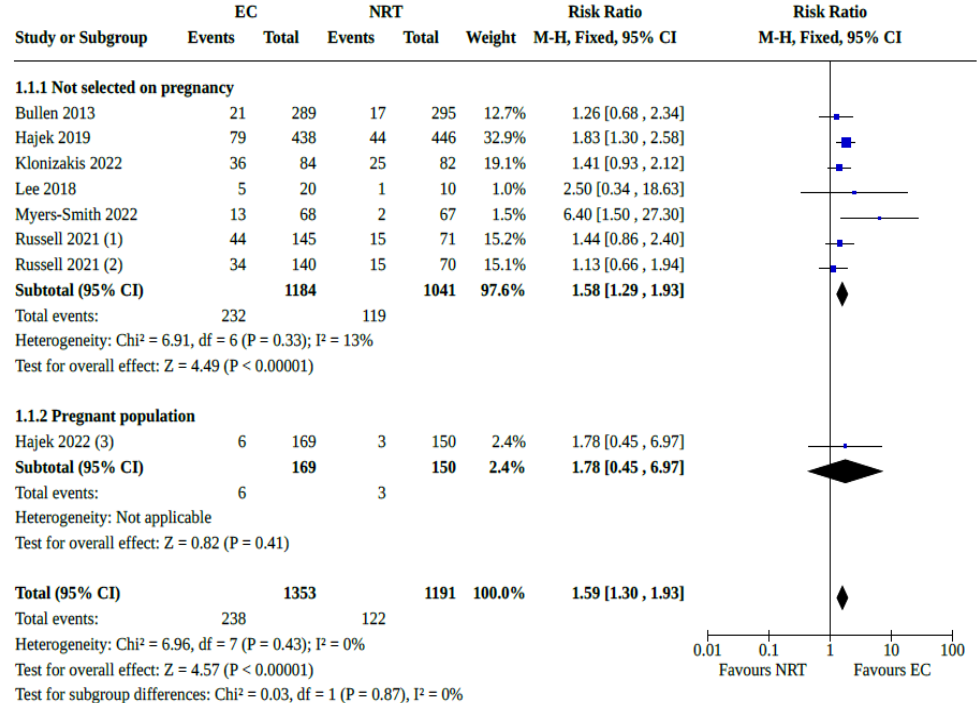 EC NRT Risk Ratio Risk Ratio
Study or Subgroup Events Total Events Total Weight M-H, Fixed, 95% CI M-H, Fixed, 95% CI
1.1.1 Not selected on pregnancy
Bullen 2013 21 289 17 295 12.7% 1.26 [0.68 , 2.34]
Hajek 2019 79 438 44 446 32.9% 1.83 [1.30 , 2.58]
Klonizakis 2022 36 84 25 82 19.1% 1.41 [0.93 , 2.12]
Lee 2018 5 20 1 10 1.0% 2.50 [0.34 , 18.63]
Myers-Smith 2022 13 68 2 67 1.5% 6.40 [1.50 , 27.30]
Russell 2021 (1) 44 145 15 71 15.2% 1.44 [0.86 , 2.40]
Russell 2021 (2) 34 140 15 70 15.1% 1.13 [0.66 , 1.94]
Subtotal (95% CI) 1184 1041 97.6% 1.58 [1.29 , 1.93]
Total events: 232 119
Heterogeneity: Chi² = 6.91, df = 6 (P = 0.33); I² = 13%
Test for overall effect: Z = 4.49 (P < 0.00001)
1.1.2 Pregnant population
Hajek 2022 (3) 6 169 3 150 2.4% 1.78 [0.45 , 6.97]
Subtotal (95% CI) 169 150 2.4% 1.78 [0.45 , 6.97]
Total events: 6 3
Heterogeneity: Not applicable
Test for overall effect: Z = 0.82 (P = 0.41)
Total (95% CI) 1353 1191 100.0% 1.59 [1.30 , 1.93]
Total events: 238 122
Heterogeneity: Chi² = 6.96, df = 7 (P = 0.43); I² = 0%
Test for overall effect: Z = 4.57 (P < 0.00001)
Test for subgroup differences: Chi² = 0.03, df = 1 (P = 0.87), I² = 0%
0.01 0.1 1 10 100
Favours NRT Favours EC